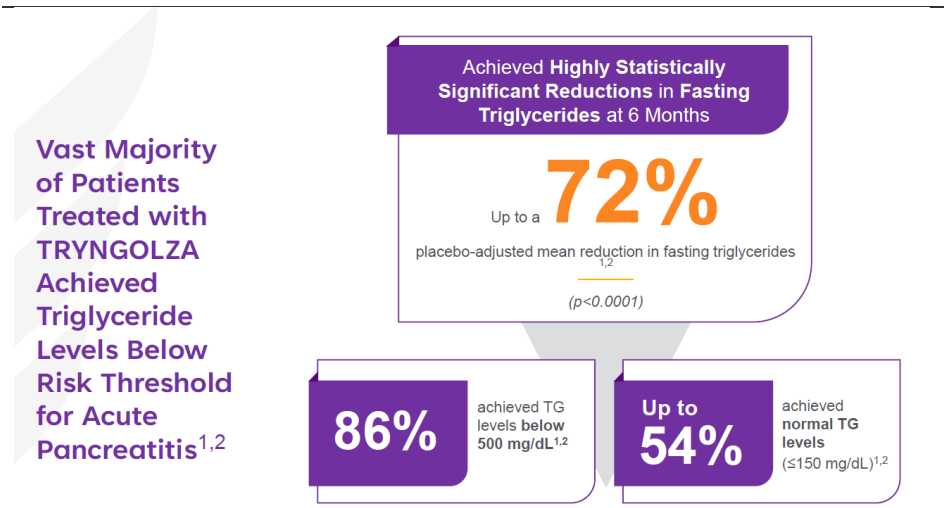 Vast Majority
of Patients
Treated with
TRYNGOLZA
Achieved
Triglyceride
Levels Below
Risk Threshold
for Acute
Pancreatitis1,2
Achieved Highly Statistically
Significant Reductions in Fasting
Triglycerides at 6 Months
Up to a 72%
placebo-adjusted mean reduction in fasting triglycerides
1,2
(p<0.0001)
86%
achieved TG
levels below
500 mg/dL1,2
Up to
54%
achieved
normal TG
levels
(≤150 mg/dL)1,2